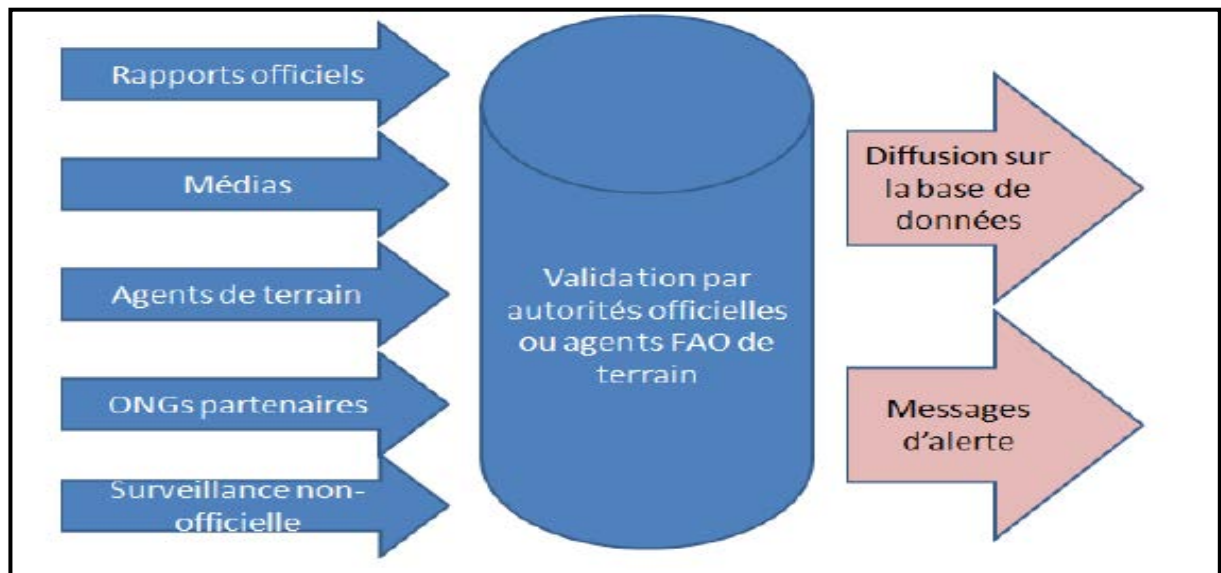 Rapports officiels
Médias
Agents de terrain
ONGs partenaires
Surveillance non-
officielle
Validation par
autorités officielles
ou agents FAO de
terrain
Diffusion sur
la base de
données
Messages
d'alerte